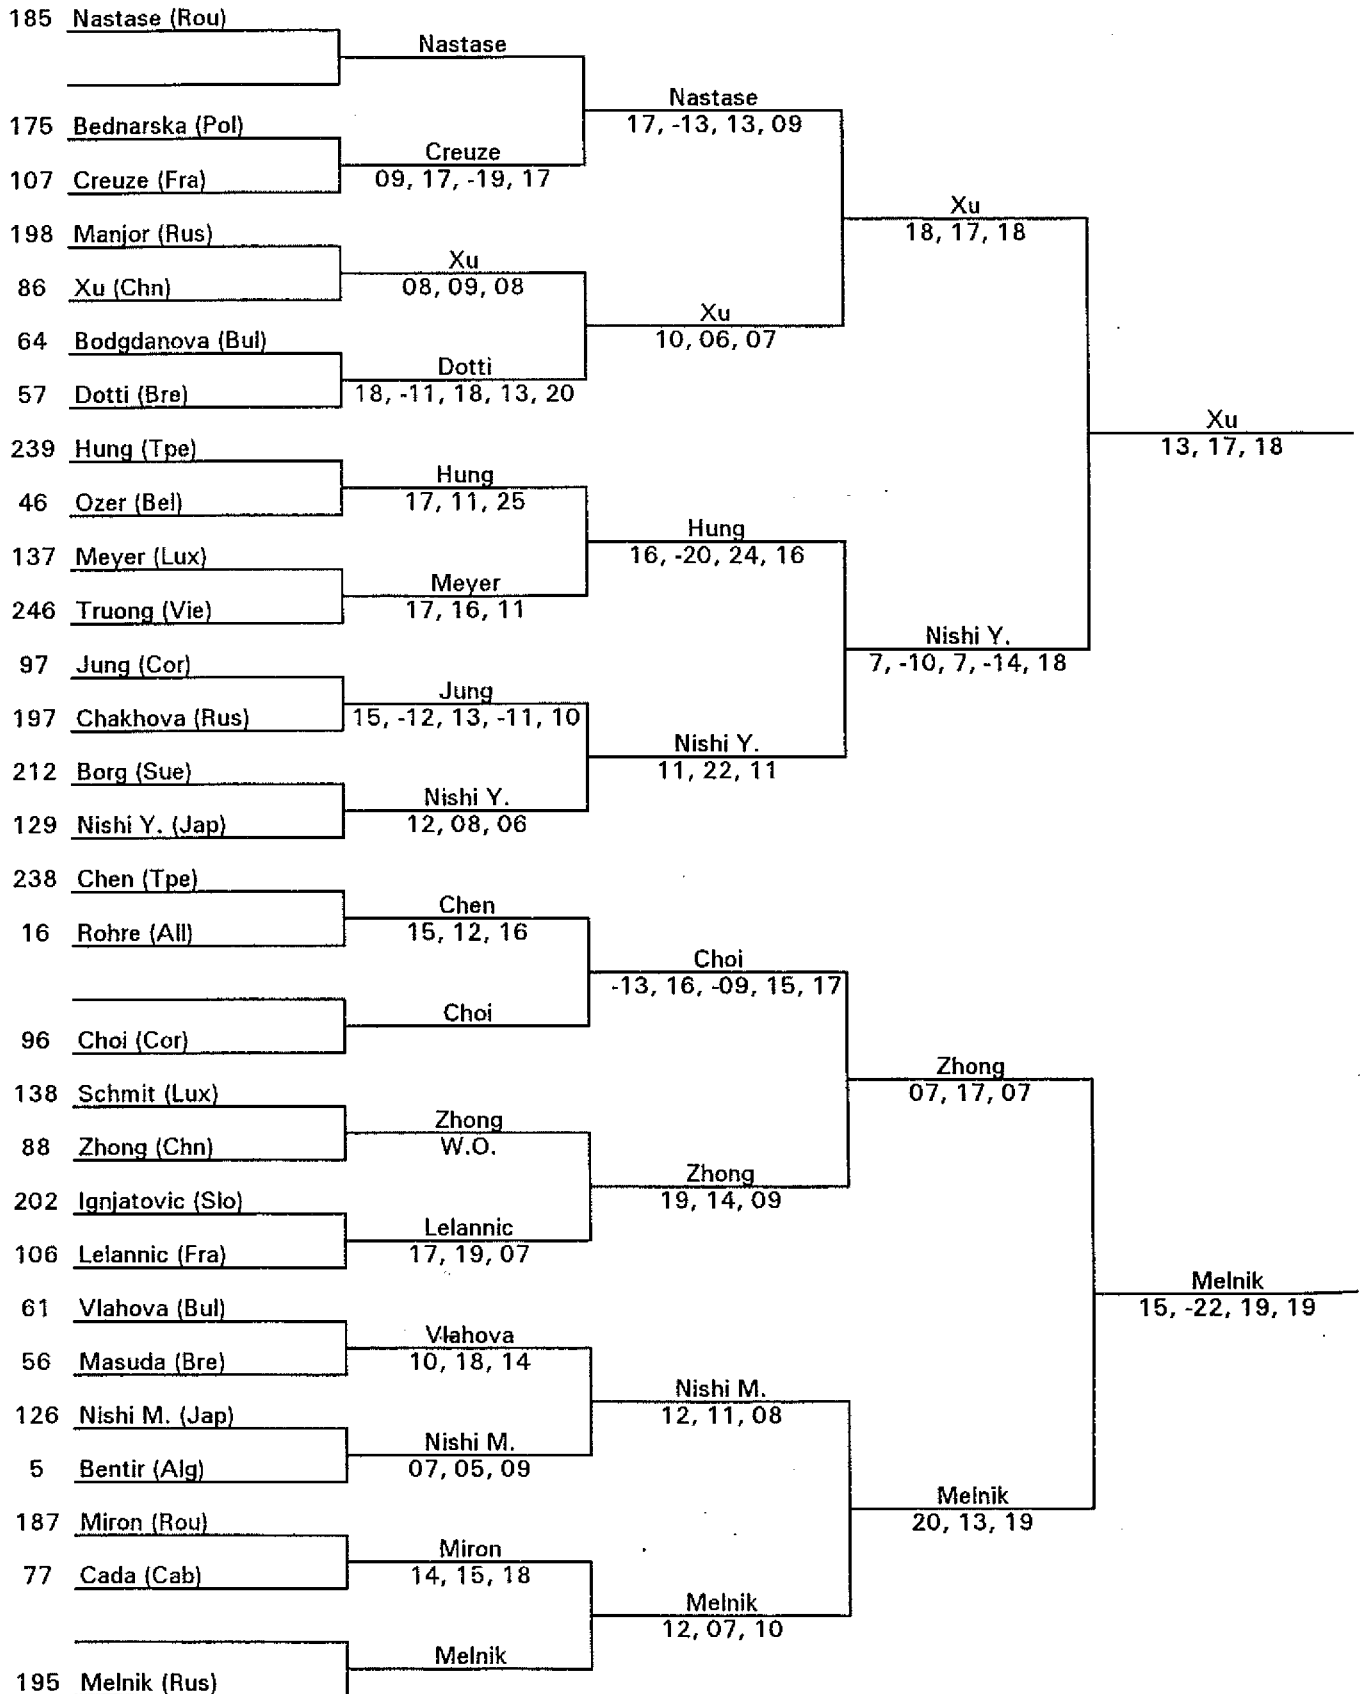 185 Nastase (Rou)
Nastase
Nastase
17, -13, 13, 09
175 Bednarska (Pol)
Creuze
09, 17, -19, 17
107 Creuze (Fra)
Xu
18, 17, 18
198 Manjor (Rus)
Xu
08, 09, 08
86 Xu (Chn)
Xu
10, 06, 07
64 Bodgdanova (Bul)
Dotti
18, -11, 18, 13, 20
57 Dotti (Bre)
Xu
13, 17, 18
239 Hung (Tpe)
Hung
17, 11, 25
46 Ozer (Bel)
Hung
16, -20, 24, 16
137 Meyer (Lux)
Meyer
17, 16, 11
246 Truong (Vie)
Nishi Y.
7, -10, 7, -14, 18
97 Jung (Cor)
Jung
15, -12, 13, -11, 10
197 Chakhova (Rus)
Nishi Y.
11, 22, 11
212 Borg (Sue)
Nishi Y.
12, 08, 06
129 Nishi Y. (Jap)
238 Chen (Tpe)
Chen
15, 12, 16
16 Rohre (All)
Choi
-13, 16, -09, 15, 17
Choi
96 Choi (Cor)
Zhong
07, 17, 07
138 Schmit (Lux)
Zhong
W.O.
88 Zhong (Chn)
Zhong
19, 14, 09
202 Ignjatovic (Slo)
Lelannic
17, 19, 07
106 Lelannic (Fra)
Melnik
15, -22, 19, 19
61 Vlahova (Bul)
Vlahova
10, 18, 14
56 Masuda (Bre)
Nishi M.
12, 11, 08
126 Nishi M. (Jap)
Nishi M.
07, 05, 09
5 Bentir (Alg)
Melnik
20, 13, 19
187 Miron (Rou)
Miron
14, 15, 18
77 Cada (Cab)
Melnik
12, 07, 10
Melnik
195 Melnik (Rus)